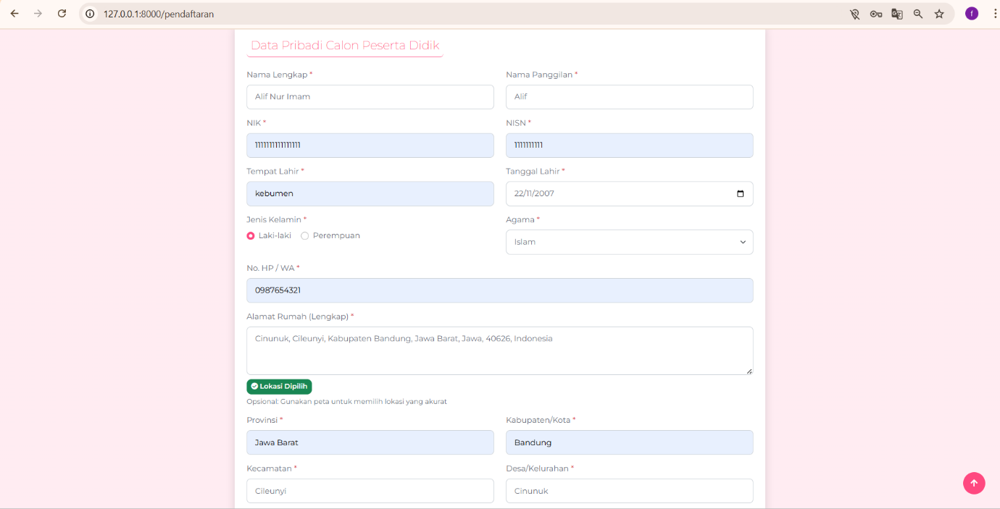 127.0.0.1:8000/pendaftaran
f
Data Pribadi Calon Peserta Didik
Nama Lengkap * Nama Panggilan *
Alif Nur Imam Alif
NIK * NISN *
1111111111111111 1111111111
Tempat Lahir * Tanggal Lahir *
kebumen 22/11/2007
Jenis Kelamin * Agama *
Laki-laki Perempuan Islam
No. HP / WA *
0987654321
Alamat Rumah (Lengkap) *
Cinunuk, Cileunyi, Kabupaten Bandung, Jawa Barat, Jawa, 40626, Indonesia
Lokasi Dipilih
Opsional: Gunakan peta untuk memilih lokasi yang akurat
Provinsi * Kabupaten/Kota *
Jawa Barat Bandung
Kecamatan * Desa/Kelurahan *
Cileunyi Cinunuk